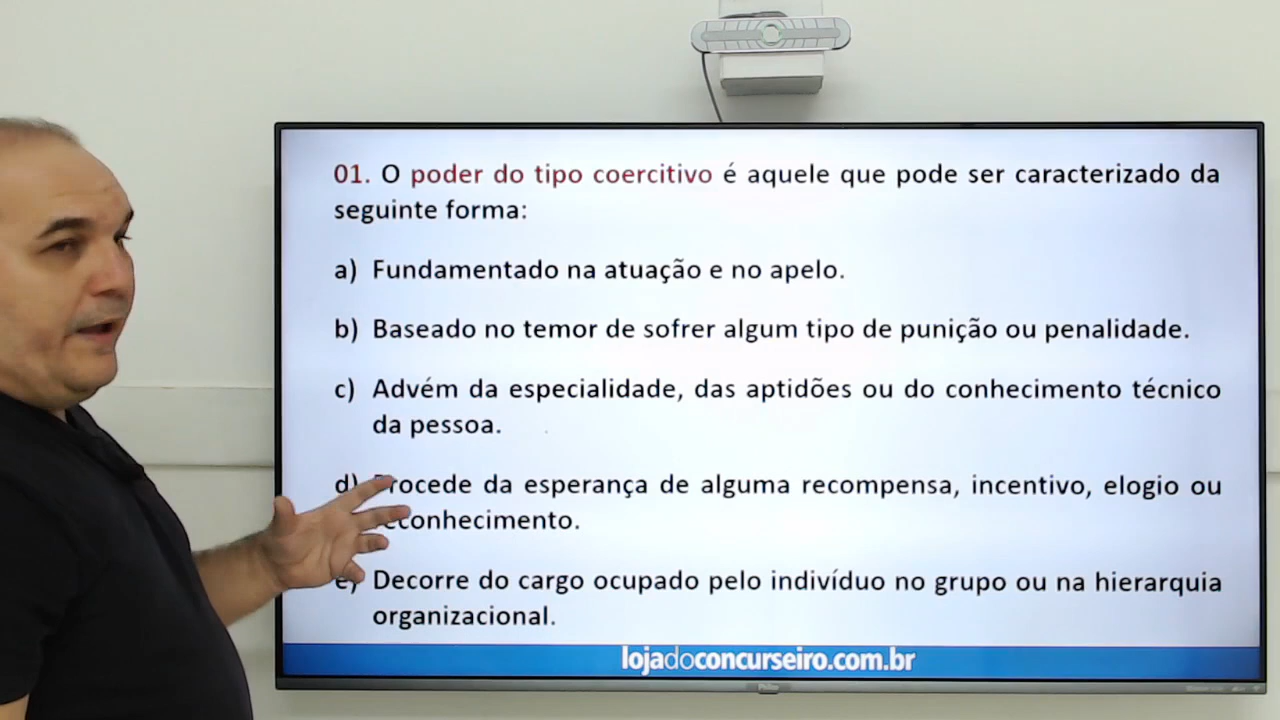 01. O poder do tipo coercitivo é aquele que pode ser caracterizado da
seguinte forma:
a) Fundamentado na atuação e no apelo.
b) Baseado no temor de sofrer algum tipo de punição ou penalidade.
c) Advém da especialidade, das aptidões ou do conhecimento técnico
da pessoa.
d) Procede da esperança de alguma recompensa, incentivo, elogio ou
reconhecimento.
e) Decorre do cargo ocupado pelo indivíduo no grupo ou na hierarquia
organizacional.
lojadoconcurseiro.com.br